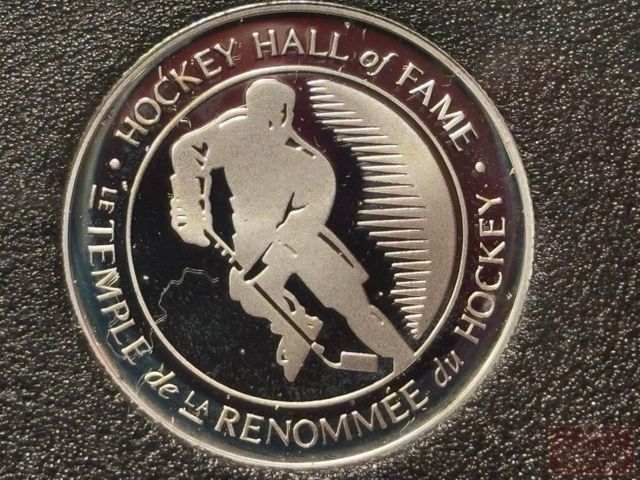 HOCKEY HALL of FAME
LE TEMPLE de LA RENOMMÉE du HOCKEY